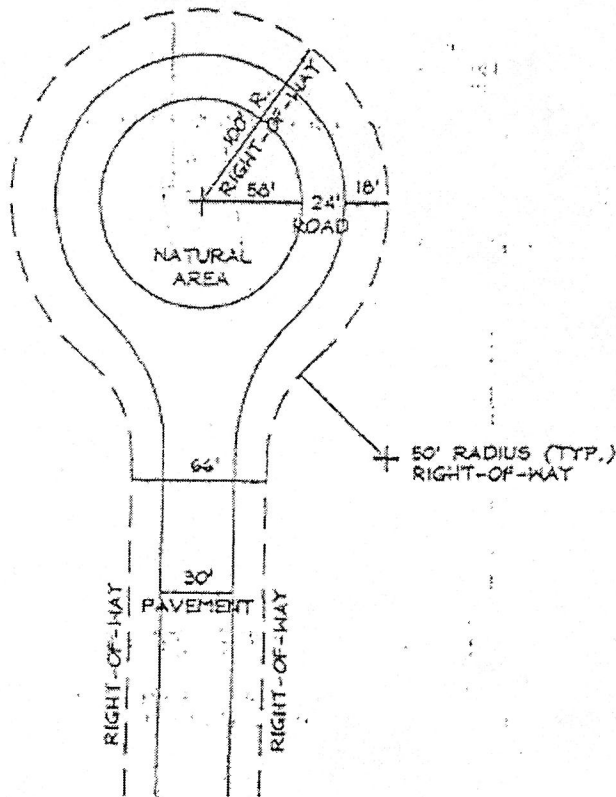 100' R.
RIGHT-OF-WAY
58'
24'
18'
ROAD
NATURAL
AREA
50' RADIUS (TYP.)
RIGHT-OF-WAY
66'
30'
PAVEMENT
RIGHT-OF-WAY
RIGHT-OF-WAY